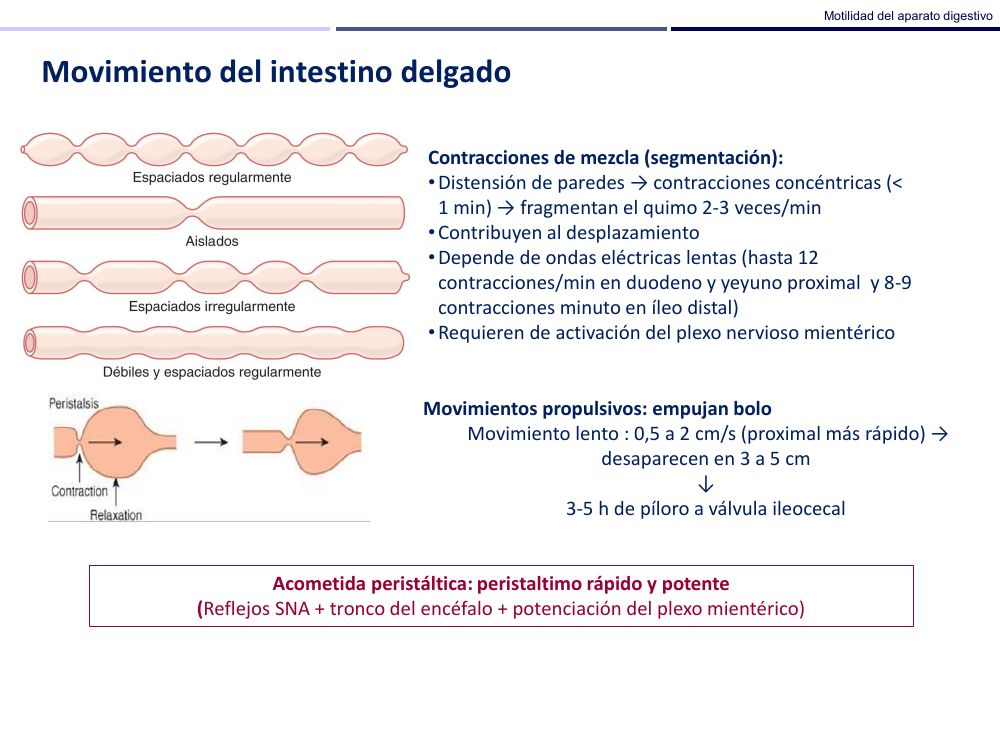 Motilidad del aparato digestivo
Movimiento del intestino delgado
Espaciados regularmente
Aislados
Espaciados irregularmente
Débiles y espaciados regularmente
Contracciones de mezcla (segmentación):
•Distensión de paredes → contracciones concéntricas (<
1 min) → fragmentan el quimo 2-3 veces/min
•Contribuyen al desplazamiento
•Depende de ondas eléctricas lentas (hasta 12
contracciones/min en duodeno y yeyuno proximal  y 8-9
contracciones minuto en íleo distal)
•Requieren de activación del plexo nervioso mientérico
Peristalsis
Contraction
Relaxation
Movimientos propulsivos: empujan bolo
Movimiento lento : 0,5 a 2 cm/s (proximal más rápido) →
desaparecen en 3 a 5 cm
↓
3-5 h de píloro a válvula ileocecal
Acometida peristáltica: peristaltimo rápido y potente
(Reflejos SNA + tronco del encéfalo + potenciación del plexo mientérico)